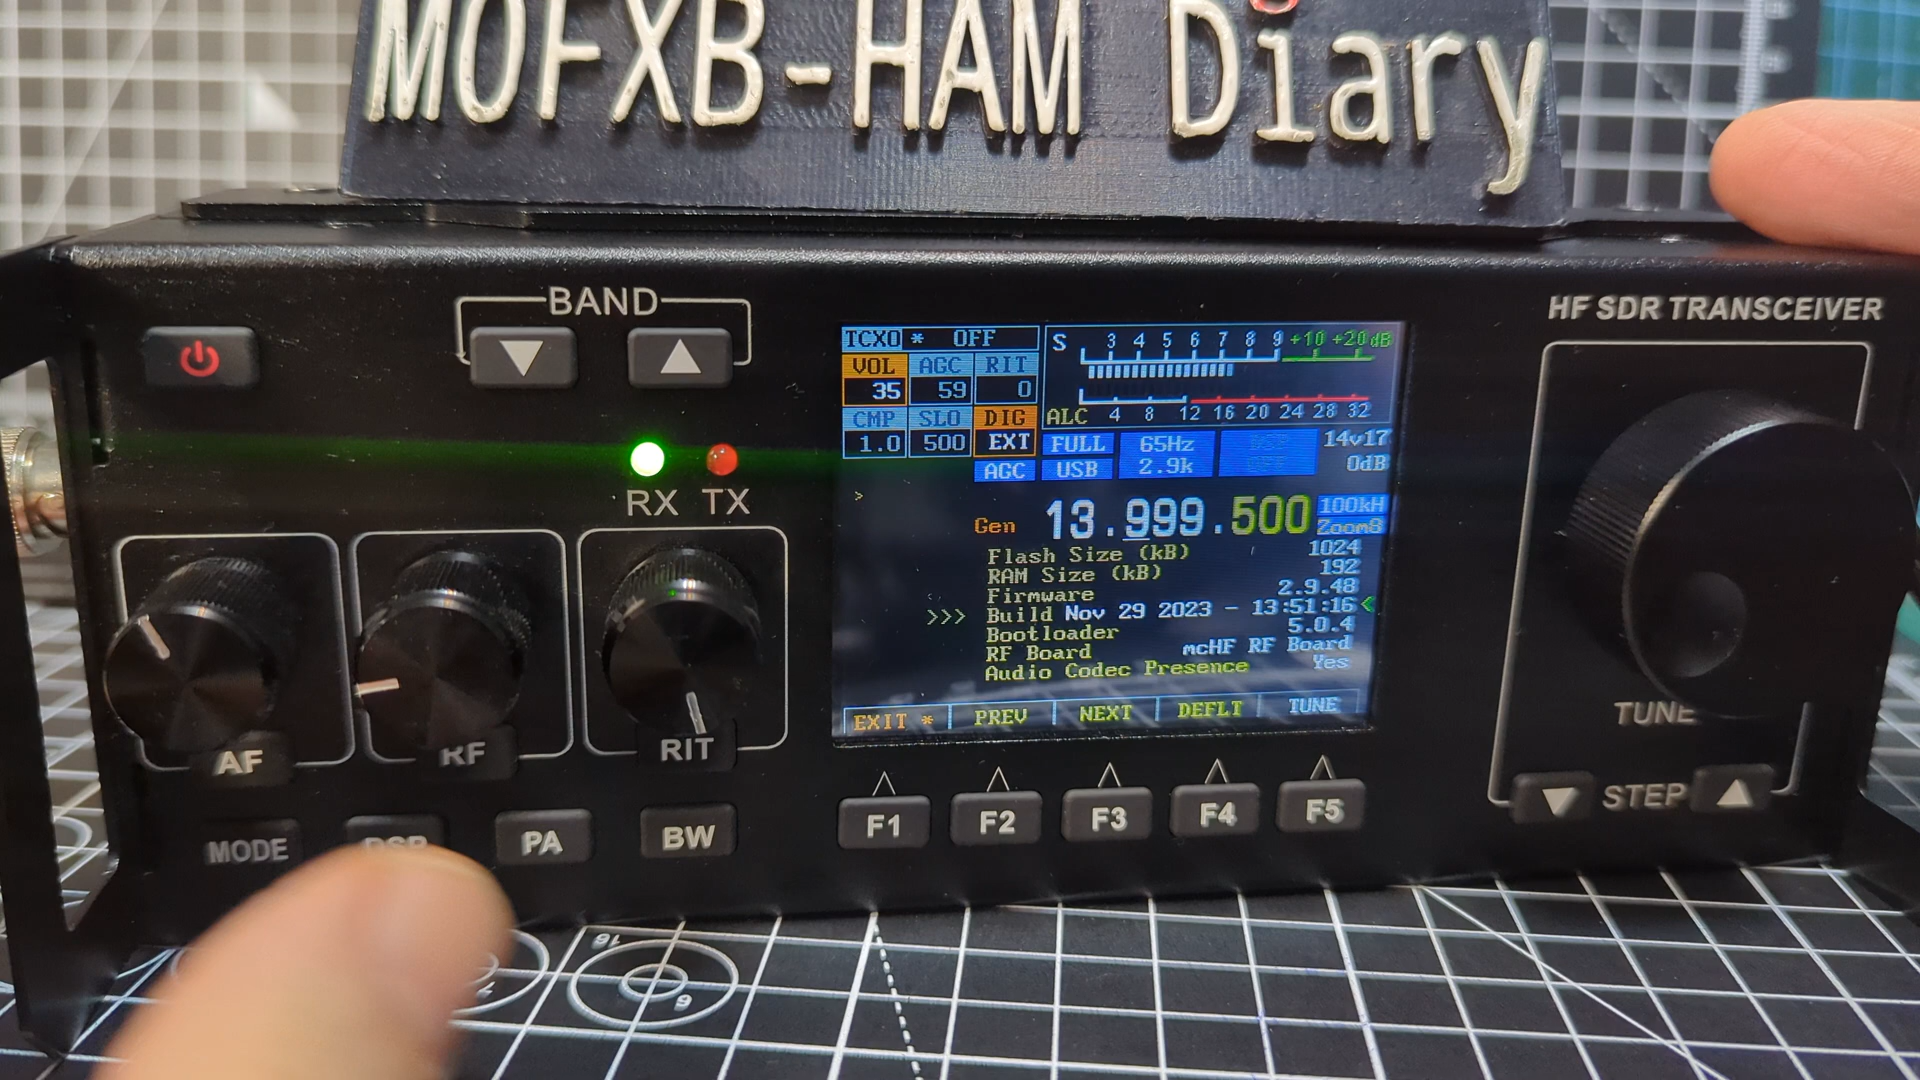 M0FXB-HAM Diary
BAND
HF SDR TRANSCEIVER
RX TX
AF
RF
RIT
TUNE
STEP
MODE
DSP
PA
BW
F1
F2
F3
F4
F5
TCXO * OFF
VOL AGC RIT
35 59 0
CMP SLO DIG
1.0 500 EXT
AGC
S 3 4 5 6 7 8 9 +10 +20dB
ALC 4 8 12 16 20 24 28 32
FULL 65Hz 14v17
USB 2.9k 0dB
>
Gen 13.999.500 100kH
Zoom8
Flash Size (kB) 1024
RAM Size (kB) 192
Firmware 2.9.48
>>> Build Nov 29 2023 - 13:51:16 <
Bootloader 5.0.4
RF Board mcHF RF Board
Audio Codec Presence Yes
EXIT * PREV NEXT DEFLT TUNE
16
6